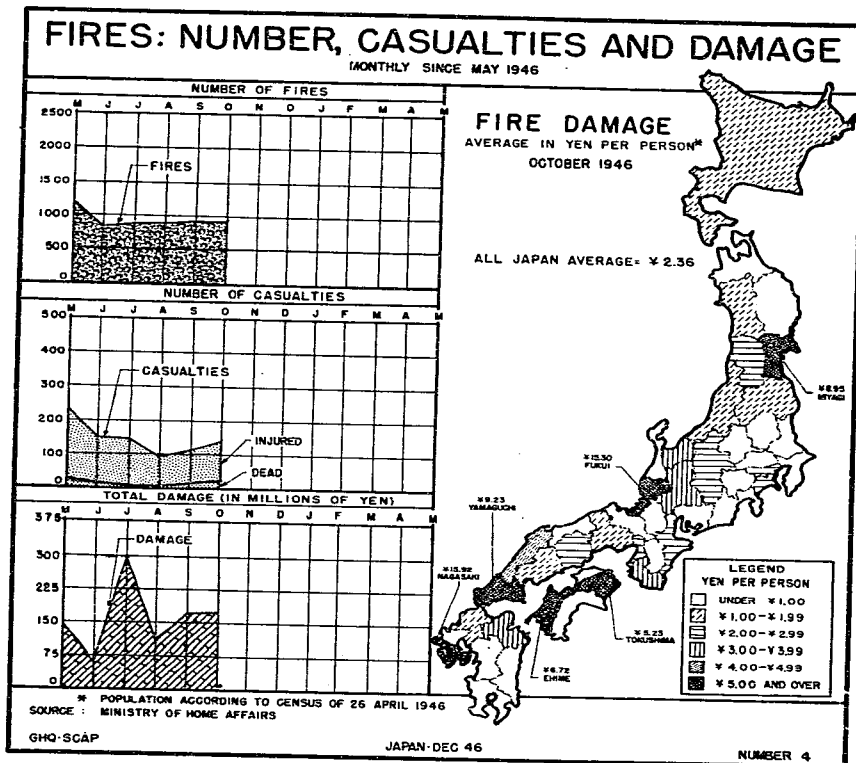 FIRES: NUMBER, CASUALTIES AND DAMAGE
MONTHLY SINCE MAY 1946
NUMBER OF FIRES
M J J A S O N D J F M A M
2500
2000
1500
1000
500
0
FIRES
NUMBER OF CASUALTIES
M J J A S O N D J F M A M
500
400
300
200
100
0
CASUALTIES
INJURED
DEAD
TOTAL DAMAGE (IN MILLIONS OF YEN)
M J J A S O N D J F M A M
375
300
225
150
75
0
DAMAGE
FIRE DAMAGE
AVERAGE IN YEN PER PERSON*
OCTOBER 1946
ALL JAPAN AVERAGE= ¥ 2.36
¥8.95
MIYAGI
¥15.30
FUKUI
¥9.23
YAMAGUCHI
¥15.92
NAGASAKI
¥5.23
TOKUSHIMA
¥6.72
EHIME
LEGEND
YEN PER PERSON
UNDER ¥1.00
¥1.00-¥1.99
¥2.00-¥2.99
¥3.00-¥3.99
¥4.00-¥4.99
¥5.00 AND OVER
* POPULATION ACCORDING TO CENSUS OF 26 APRIL 1946
SOURCE : MINISTRY OF HOME AFFAIRS
GHQ-SCAP
JAPAN-DEC 46
NUMBER 4